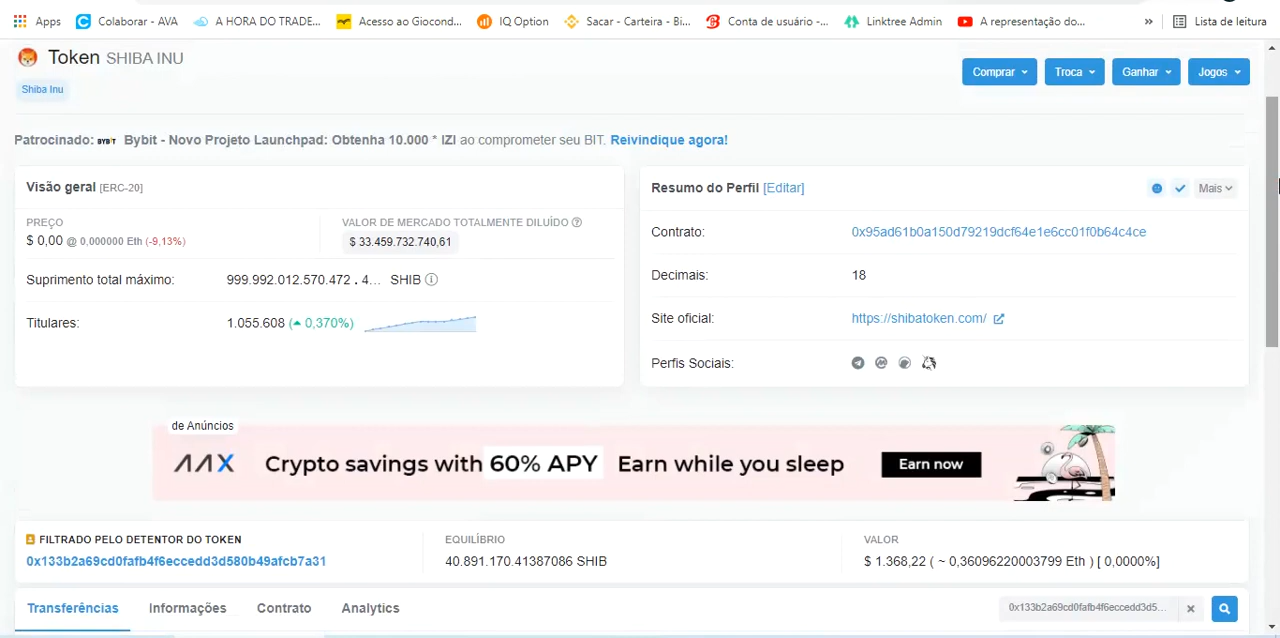 Apps Colaborar - AVA A HORA DO TRADE... Acesso ao Giocond... IQ Option Sacar - Carteira - Bi... Conta de usuário -... Linktree Admin A representação do... » Lista de leitura
Token SHIBA INU
Comprar Troca Ganhar Jogos
Shiba Inu
Patrocinado: BYBIT Bybit - Novo Projeto Launchpad: Obtenha 10.000 * IZI ao comprometer seu BIT. Reivindique agora!
Visão geral [ERC-20]
PREÇO
$ 0,00 @ 0,000000 Eth (-9.13%)
VALOR DE MERCADO TOTALMENTE DILUÍDO
$ 33.459.732.740,61
Suprimento total máximo: 999.992.012.570.472 . 4... SHIB
Titulares: 1.055.608 (0,370%)
Resumo do Perfil [Editar]
Mais
Contrato: 0x95ad61b0a150d79219dcf64e1e6cc01f0b64c4ce
Decimais: 18
Site oficial: https://shibatoken.com/
Perfis Sociais:
de Anúncios
AAX Crypto savings with 60% APY Earn while you sleep Earn now
FILTRADO PELO DETENTOR DO TOKEN
0x133b2a69cd0fafb4f6eccedd3d580b49afcb7a31
EQUILÍBRIO
40.891.170.41387086 SHIB
VALOR
$ 1.368,22 ( ~ 0,36096220003799 Eth ) [ 0,0000%]
Transferências Informações Contrato Analytics
0x133b2a69cd0fafb4f6eccedd3d5... ×